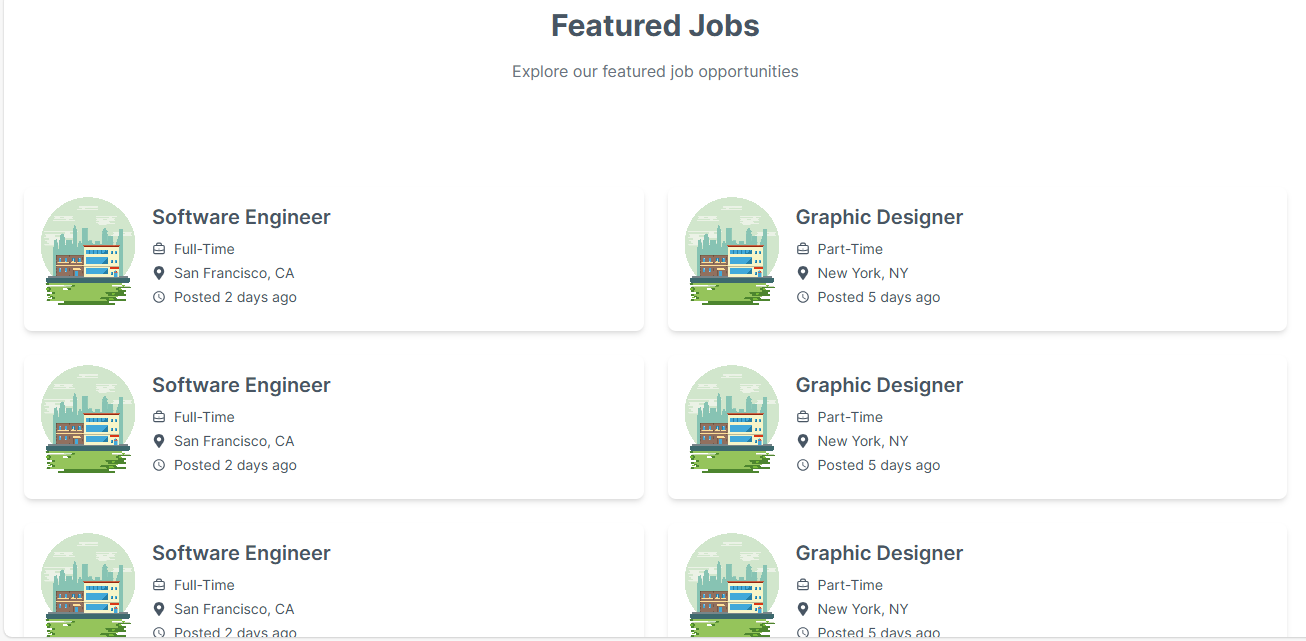 Featured Jobs
Explore our featured job opportunities
Software Engineer
Full-Time
San Francisco, CA
Posted 2 days ago
Graphic Designer
Part-Time
New York, NY
Posted 5 days ago
Software Engineer
Full-Time
San Francisco, CA
Posted 2 days ago
Graphic Designer
Part-Time
New York, NY
Posted 5 days ago
Software Engineer
Full-Time
San Francisco, CA
Posted 2 days ago
Graphic Designer
Part-Time
New York, NY
Posted 5 days ago